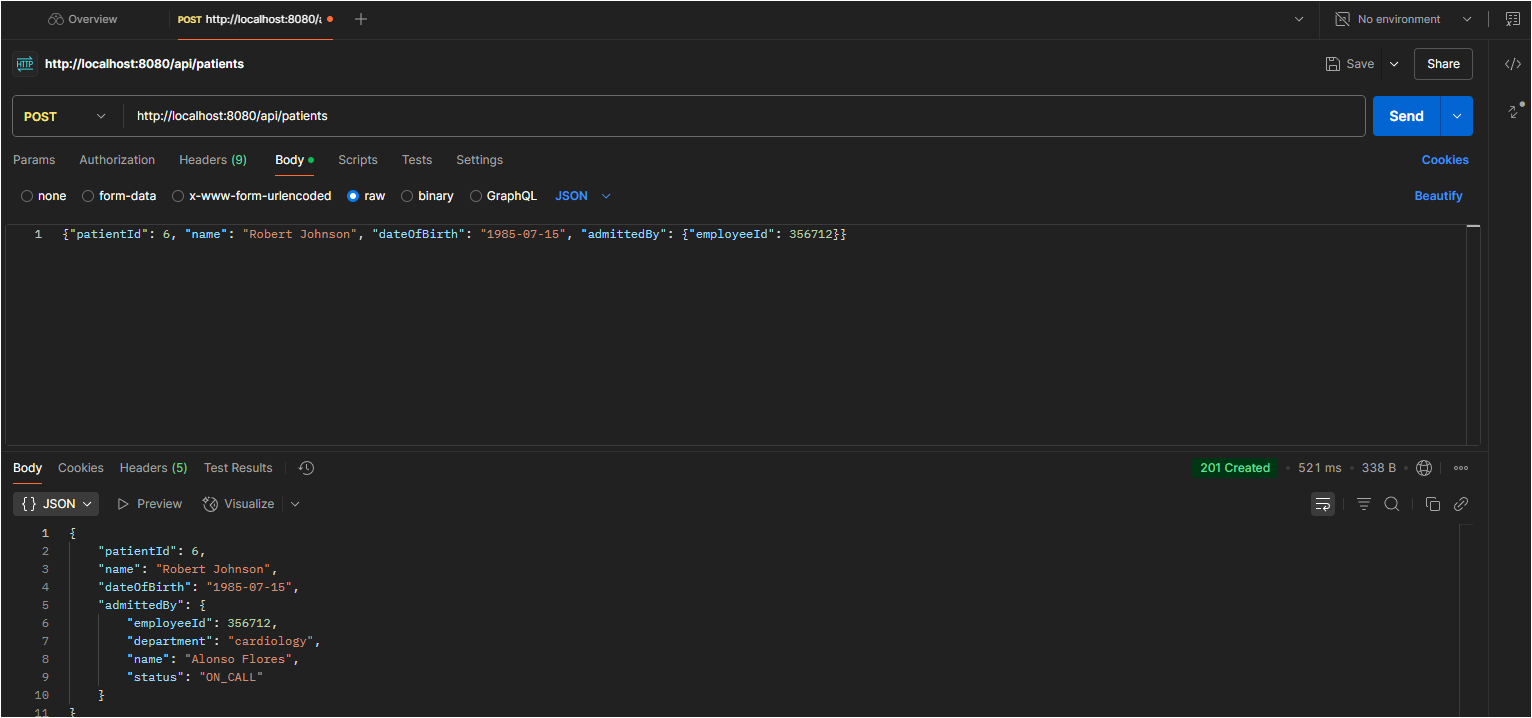 Overview POST http://localhost:8080/a No environment
HTTP http://localhost:8080/api/patients Save Share
POST http://localhost:8080/api/patients Send
Params Authorization Headers (9) Body Scripts Tests Settings Cookies
none form-data x-www-form-urlencoded raw binary GraphQL JSON Beautify
1 {"patientId": 6, "name": "Robert Johnson", "dateOfBirth": "1985-07-15", "admittedBy": {"employeeId": 356712}}
Body Cookies Headers (5) Test Results 201 Created 521 ms 338 B
{} JSON Preview Visualize
1 {
2 "patientId": 6,
3 "name": "Robert Johnson",
4 "dateOfBirth": "1985-07-15",
5 "admittedBy": {
6 "employeeId": 356712,
7 "department": "cardiology",
8 "name": "Alonso Flores",
9 "status": "ON_CALL"
10 }
11 }